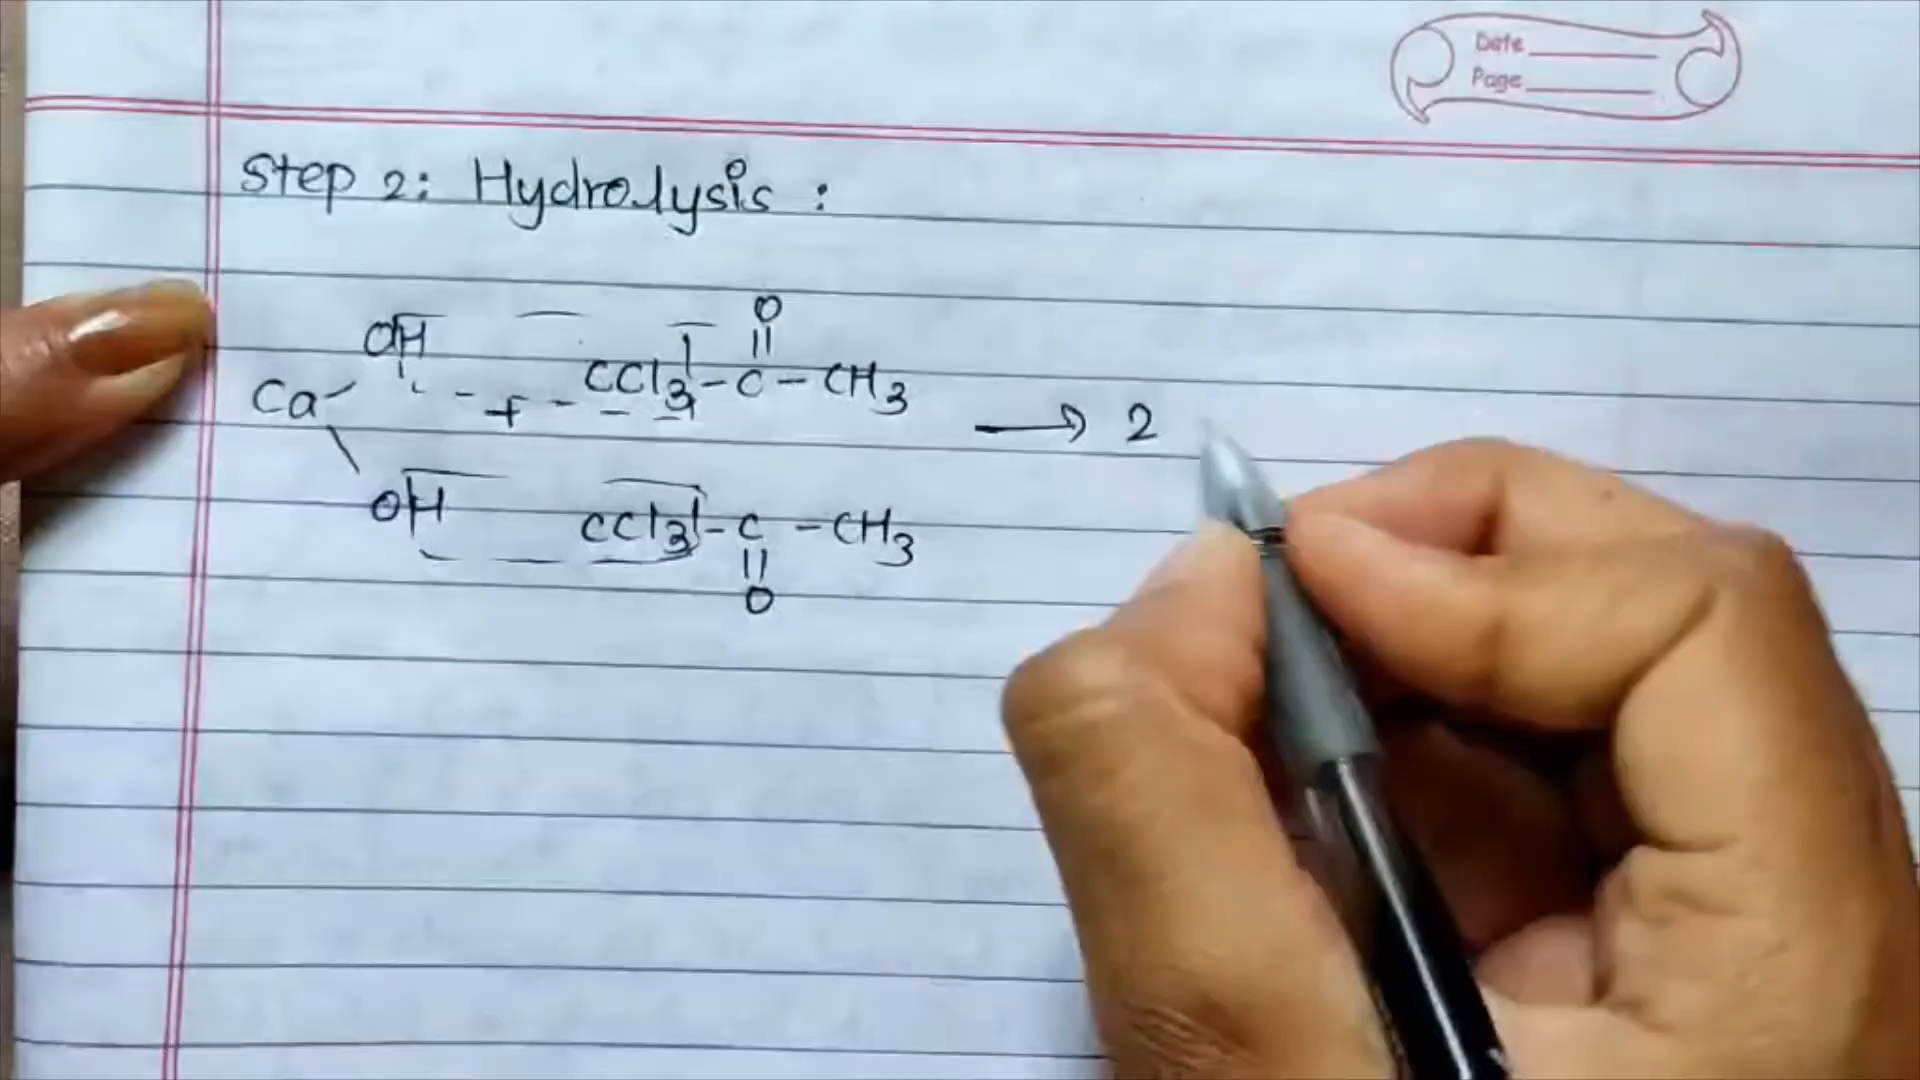 Date
Page
Step 2: Hydrolysis :
O
||
OH CCl3 - C - CH3
Ca + → 2
OH CCl3 - C - CH3
||
O